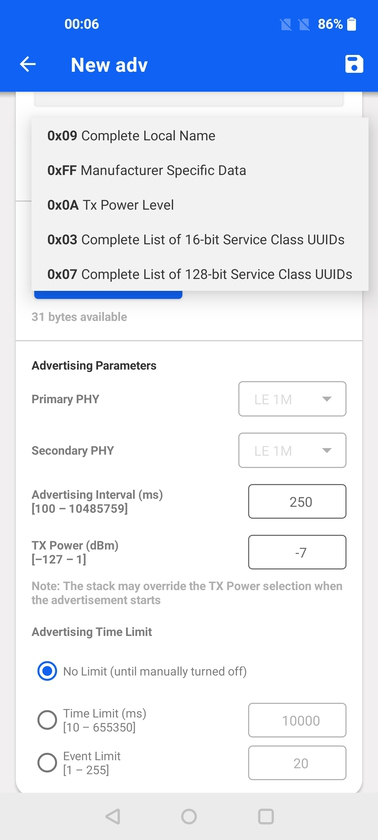 00:06
86%
New adv
0x09 Complete Local Name
0xFF Manufacturer Specific Data
0x0A Tx Power Level
0x03 Complete List of 16-bit Service Class UUIDs
0x07 Complete List of 128-bit Service Class UUIDs
31 bytes available
Advertising Parameters
Primary PHY
LE 1M
Secondary PHY
LE 1M
Advertising Interval (ms)
[100 – 10485759]
250
TX Power (dBm)
[–127 – 1]
-7
Note: The stack may override the TX Power selection when
the advertisement starts
Advertising Time Limit
No Limit (until manually turned off)
Time Limit (ms)
[10 – 655350]
10000
Event Limit
[1 – 255]
20